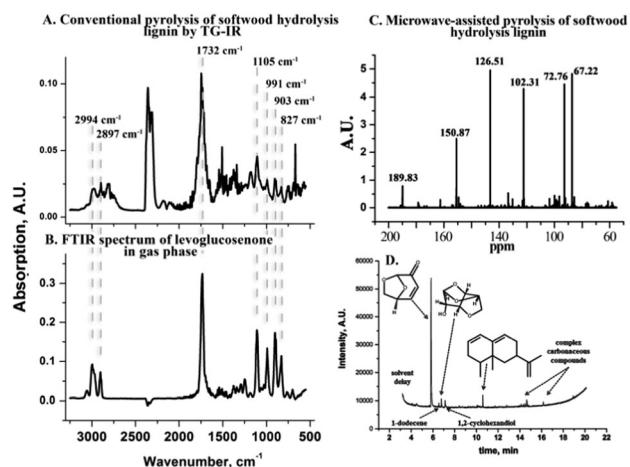 A. Conventional pyrolysis of softwood hydrolysis
lignin by TG-IR
1732 cm-1
1105 cm-1
991 cm-1
903 cm-1
827 cm-1
2994 cm-1
2897 cm-1
0.10
0.05
0.00
B. FTIR spectrum of levoglucosenone
in gas phase
0.3
0.2
0.1
0.0
3000 2500 2000 1500 1000 500
Absorption, A.U.
Wavenumber, cm-1
C. Microwave-assisted pyrolysis of softwood
hydrolysis lignin
126.51
102.31
72.76
67.22
150.87
189.83
5
4
3
2
1
0
A.U.
200 160 140 100 60
ppm
D.
60000
50000
40000
30000
20000
10000
0
Intensity, A.U.
O
O
O
H
H
O
O
H
HO
H
O
solvent
delay
complex
carbonaceous
compounds
1-dodecene
1,2-cyclohexandiol
2 4 6 8 10 12 14 16 18 20 22
time, min